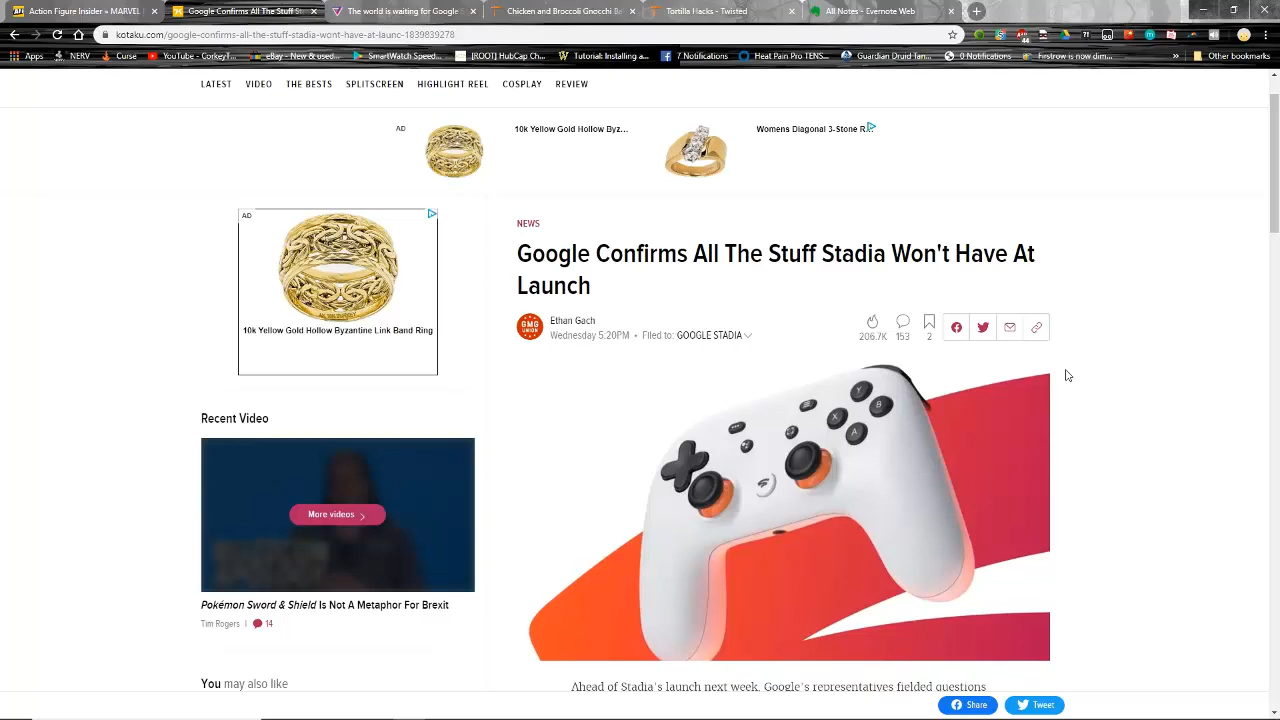 Action Figure Insider » MARVEL
Google Confirms All The Stuff St
The world is waiting for Google S
Chicken and Broccoli Gnocchi Be
Tortilla Hacks - Twisted
All Notes - Evernote Web
kotaku.com/google-confirms-all-the-stuff-stadia-won-t-have-at-launc-1839889278
Apps
NERV
Curse
YouTube - CorkeyT...
eBay - New & used...
SmartWatch Speed...
[ROOT] HubCap Ch...
Tutorial: Installing a...
7 Notifications
Heat Pain Pro TENS...
Guardian Druid Tan...
0 Notifications
Firstrow is now dim...
»
Other bookmarks
LATEST VIDEO THE BESTS SPLITSCREEN HIGHLIGHT REEL COSPLAY REVIEW
AD
10k Yellow Gold Hollow Byz...
Womens Diagonal 3-Stone R...
AD
10k Yellow Gold Hollow Byzantine Link Band Ring
NEWS
Google Confirms All The Stuff Stadia Won't Have At
Launch
GMG
UNION
Ethan Gach
Wednesday 5:20PM • Filed to: GOOGLE STADIA
206.7K
153
2
Y
X
B
A
Recent Video
More videos
Pokémon Sword & Shield Is Not A Metaphor For Brexit
Tim Rogers | 14
You may also like
Ahead of Stadia's launch next week, Google's representatives fielded questions
Share
Tweet